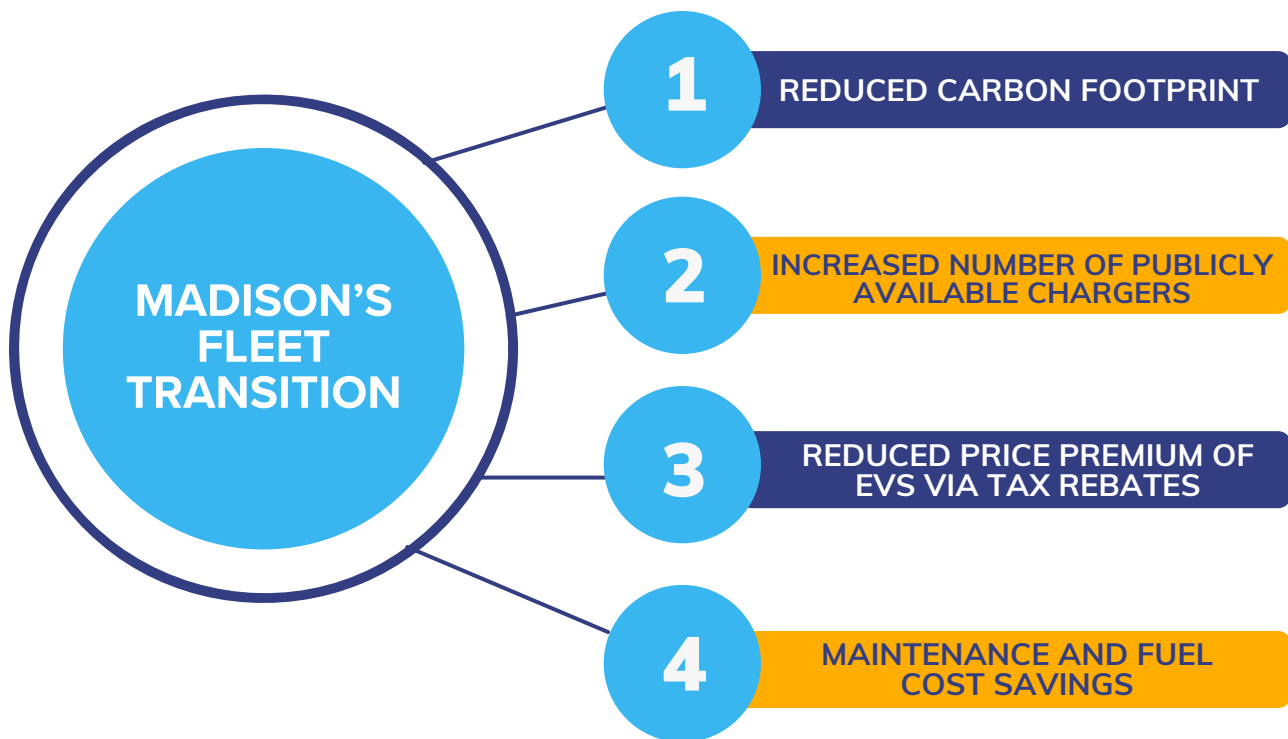 MADISON'S
FLEET
TRANSITION
1
REDUCED CARBON FOOTPRINT
2
INCREASED NUMBER OF PUBLICLY
AVAILABLE CHARGERS
3
REDUCED PRICE PREMIUM OF
EVS VIA TAX REBATES
4
MAINTENANCE AND FUEL
COST SAVINGS